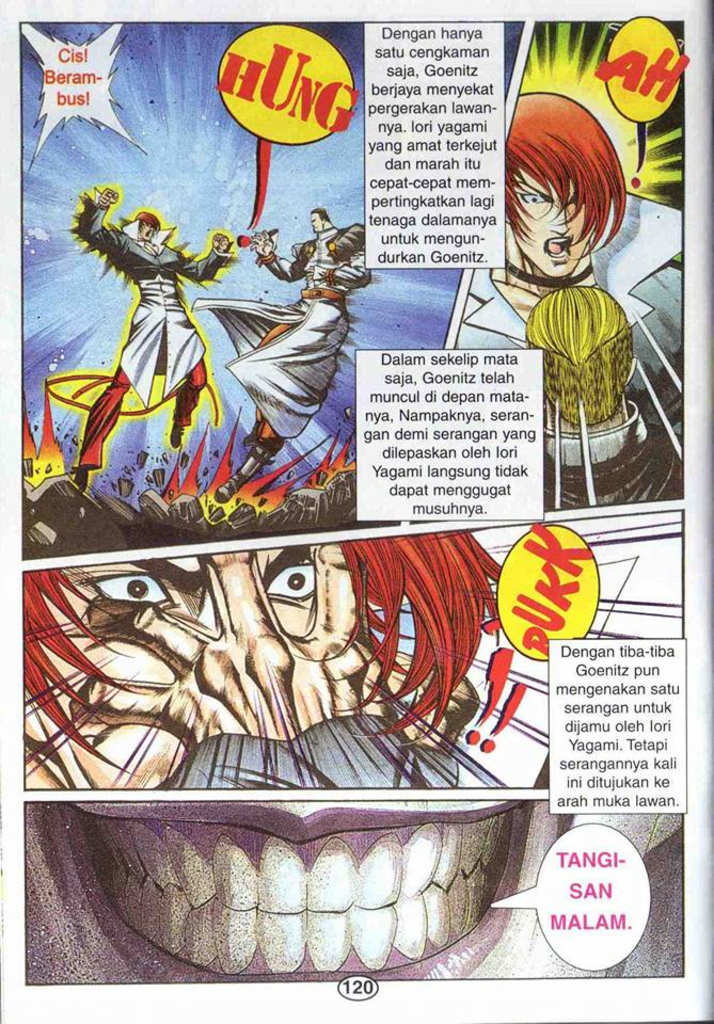 Cis!
Beram-
bus!
HUNG
Dengan hanya
satu cengkaman
saja, Goenitz
berjaya menyekat
pergerakan lawan-
nya. Iori yagami
yang amat terkejut
dan marah itu
cepat-cepat mem-
pertingkatkan lagi
tenaga dalamanya
untuk mengun-
durkan Goenitz.
AH
!
Dalam sekelip mata
saja, Goenitz telah
muncul di depan mata-
nya, Nampaknya, seran-
gan demi serangan yang
dilepaskan oleh Iori
Yagami langsung tidak
dapat menggugat
musuhnya.
PUKK
!!
Dengan tiba-tiba
Goenitz pun
mengenakan satu
serangan untuk
dijamu oleh Iori
Yagami. Tetapi
serangannya kali
ini ditujukan ke
arah muka lawan.
TANGI-
SAN
MALAM.
120